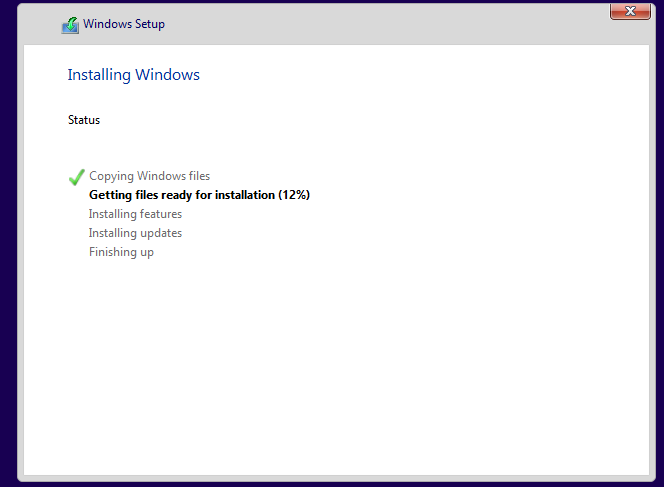 Windows Setup
Installing Windows
Status
Copying Windows files
Getting files ready for installation (12%)
Installing features
Installing updates
Finishing up